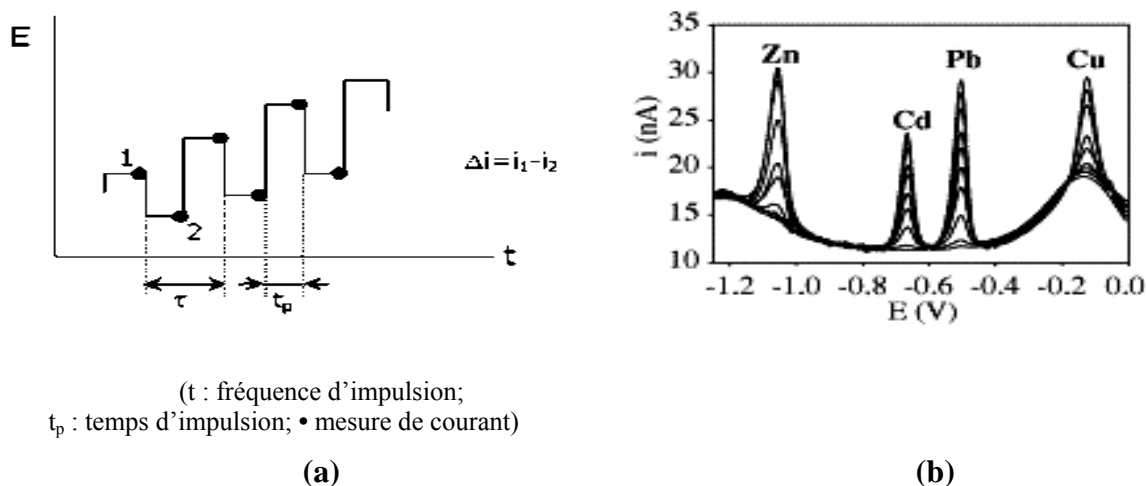 E
1
2
Δi=i₁-i₂
t
τ
tₚ
(t : fréquence d’impulsion;
tₚ : temps d’impulsion; • mesure de courant)
(a)
35
30
25
20
15
10
i (nA)
Zn
Cd
Pb
Cu
-1.2 -1.0 -0.8 -0.6 -0.4 -0.2 0.0
E (V)
(b)